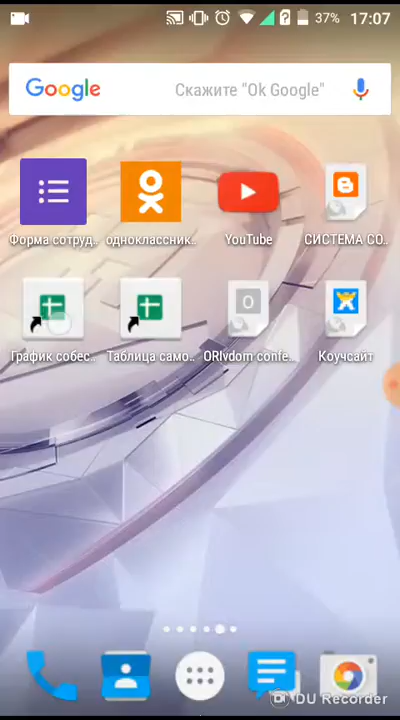 37% 17:07
Google Скажите "Ok Google"
Форма сотруд.. одноклассник.. YouTube СИСТЕМА СО..
График собес.. Таблица само.. ORIvdom confe.. Коучсайт
DU Recorder